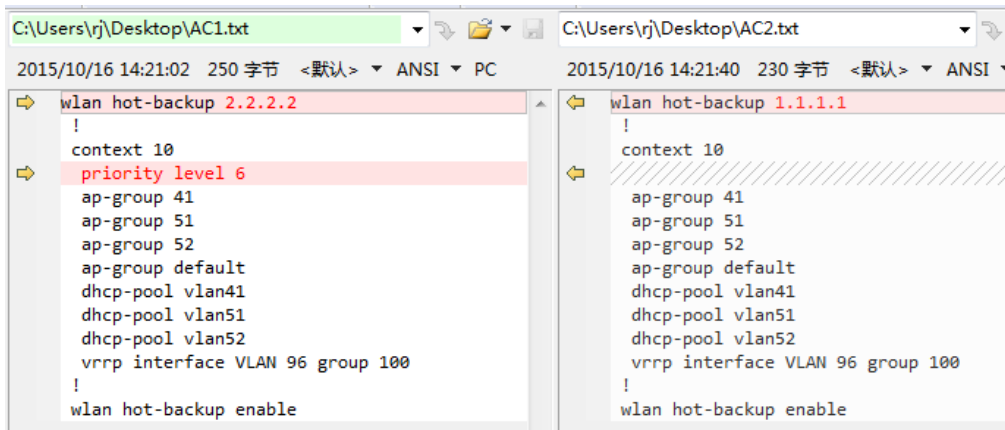 C:\Users\rj\Desktop\AC1.txt
2015/10/16 14:21:02 250 字节 <默认> ▼ ANSI ▼ PC
wlan hot-backup 2.2.2.2
!
context 10
priority level 6
ap-group 41
ap-group 51
ap-group 52
ap-group default
dhcp-pool vlan41
dhcp-pool vlan51
dhcp-pool vlan52
vrrp interface VLAN 96 group 100
!
wlan hot-backup enable
C:\Users\rj\Desktop\AC2.txt
2015/10/16 14:21:40 230 字节 <默认> ▼ ANSI
wlan hot-backup 1.1.1.1
!
context 10
ap-group 41
ap-group 51
ap-group 52
ap-group default
dhcp-pool vlan41
dhcp-pool vlan51
dhcp-pool vlan52
vrrp interface VLAN 96 group 100
!
wlan hot-backup enable